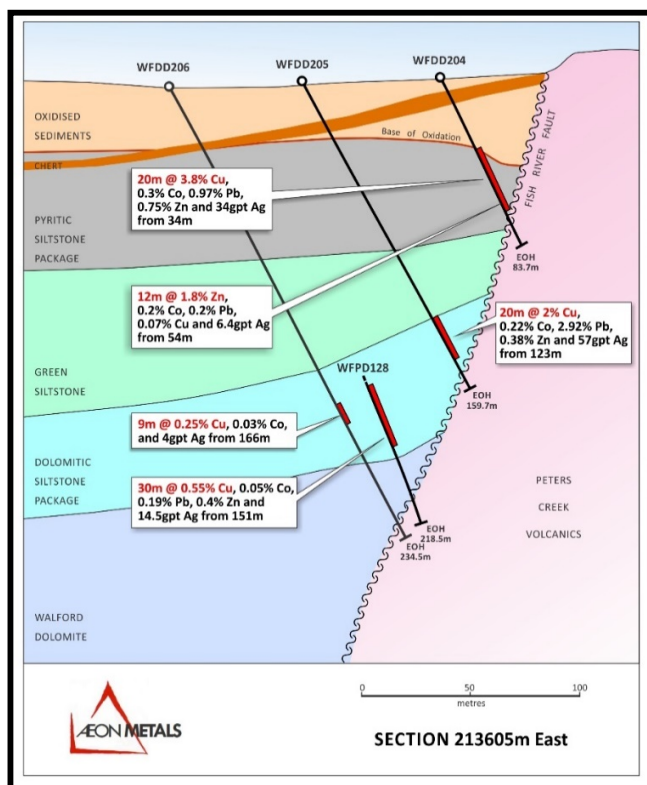 WFDD206
WFDD205
WFDD204
OXIDISED
SEDIMENTS
Base of Oxidation
CHERT
FISH RIVER FAULT
20m @ 3.8% Cu,
0.3% Co, 0.97% Pb,
0.75% Zn and 34gpt Ag
from 34m
PYRITIC
SILTSTONE
PACKAGE
EOH
83.7m
12m @ 1.8% Zn,
0.2% Co, 0.2% Pb,
0.07% Cu and 6.4gpt Ag
from 54m
20m @ 2% Cu,
0.22% Co, 2.92% Pb,
0.38% Zn and 57gpt Ag
from 123m
GREEN
SILTSTONE
WFPD128
EOH
159.7m
9m @ 0.25% Cu, 0.03% Co,
and 4gpt Ag from 166m
DOLOMITIC
SILTSTONE
PACKAGE
30m @ 0.55% Cu, 0.05% Co,
0.19% Pb, 0.4% Zn and
14.5gpt Ag from 151m
PETERS
CREEK
VOLCANICS
EOH
218.5m
EOH
234.5m
WALFORD
DOLOMITE
0 50 100
metres
AEON METALS
SECTION 213605m East